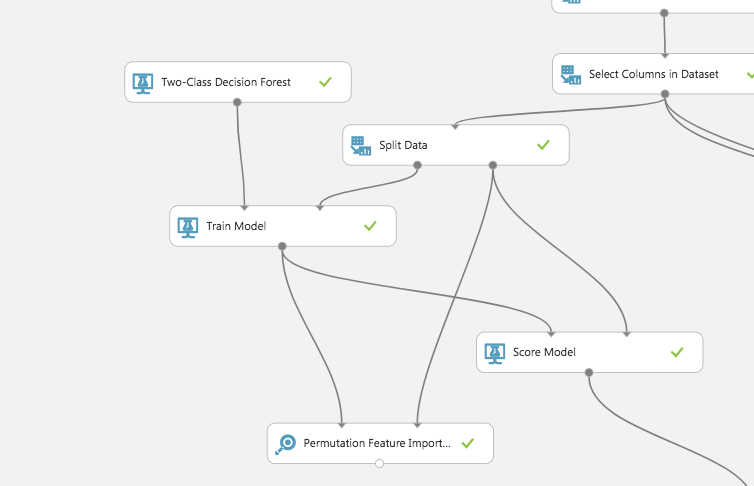 Select Columns in Dataset
Two-Class Decision Forest
Split Data
Train Model
Score Model
Permutation Feature Import...